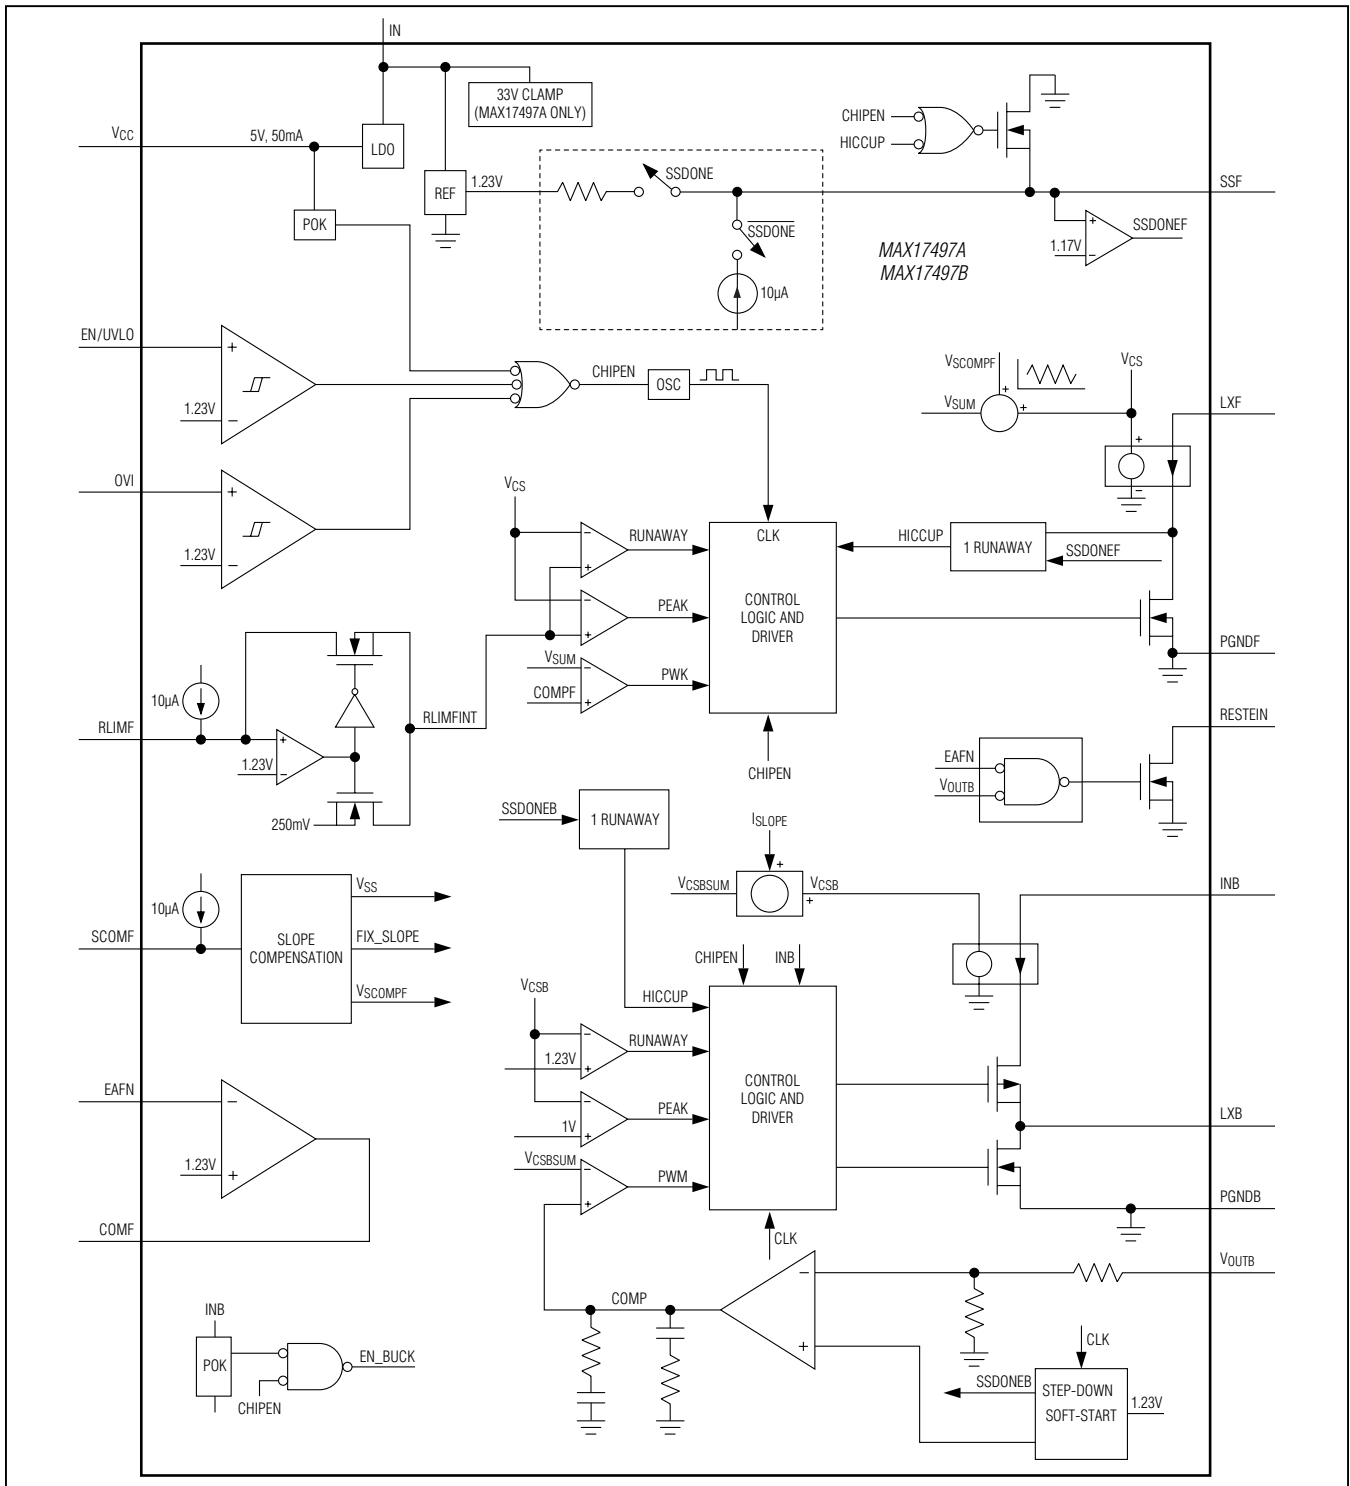 IN
33V CLAMP
(MAX17497A ONLY)
VCC
5V, 50mA
LDO
CHIPEN
HICCUP
REF
1.23V
SSDONE
SSF
POK
SSDONE
10µA
MAX17497A
MAX17497B
+
1.17V
−
SSDONEF
EN/UVLO
+
1.23V
−
CHIPEN
OSC
VSCOMPF
VCS
+
VSUM
+
LXF
+
−
OVI
+
1.23V
−
VCS
−
RUNAWAY
+
CLK
HICCUP
1 RUNAWAY
SSDONEF
−
PEAK
+
CONTROL
LOGIC AND
DRIVER
PGNDF
VSUM
−
PWK
COMPF
+
10µA
RLIMF
+
1.23V
−
RLIMFINT
250mV
CHIPEN
RESTEIN
EAFN
VOUTB
SSDONEB
1 RUNAWAY
ISLOPE
+
VCSBSUM
VCSB
+
INB
10µA
SCOMF
SLOPE
COMPENSATION
VSS
FIX_SLOPE
VSCOMPF
CHIPEN
INB
VCSB
HICCUP
−
RUNAWAY
1.23V
+
CONTROL
LOGIC AND
DRIVER
EAFN
−
1.23V
+
−
PEAK
1V
+
LXB
VCSBSUM
−
PWM
+
PGNDB
COMF
CLK
VOUTB
−
COMP
+
INB
POK
EN_BUCK
CHIPEN
CLK
SSDONEB
STEP-DOWN
SOFT-START
1.23V